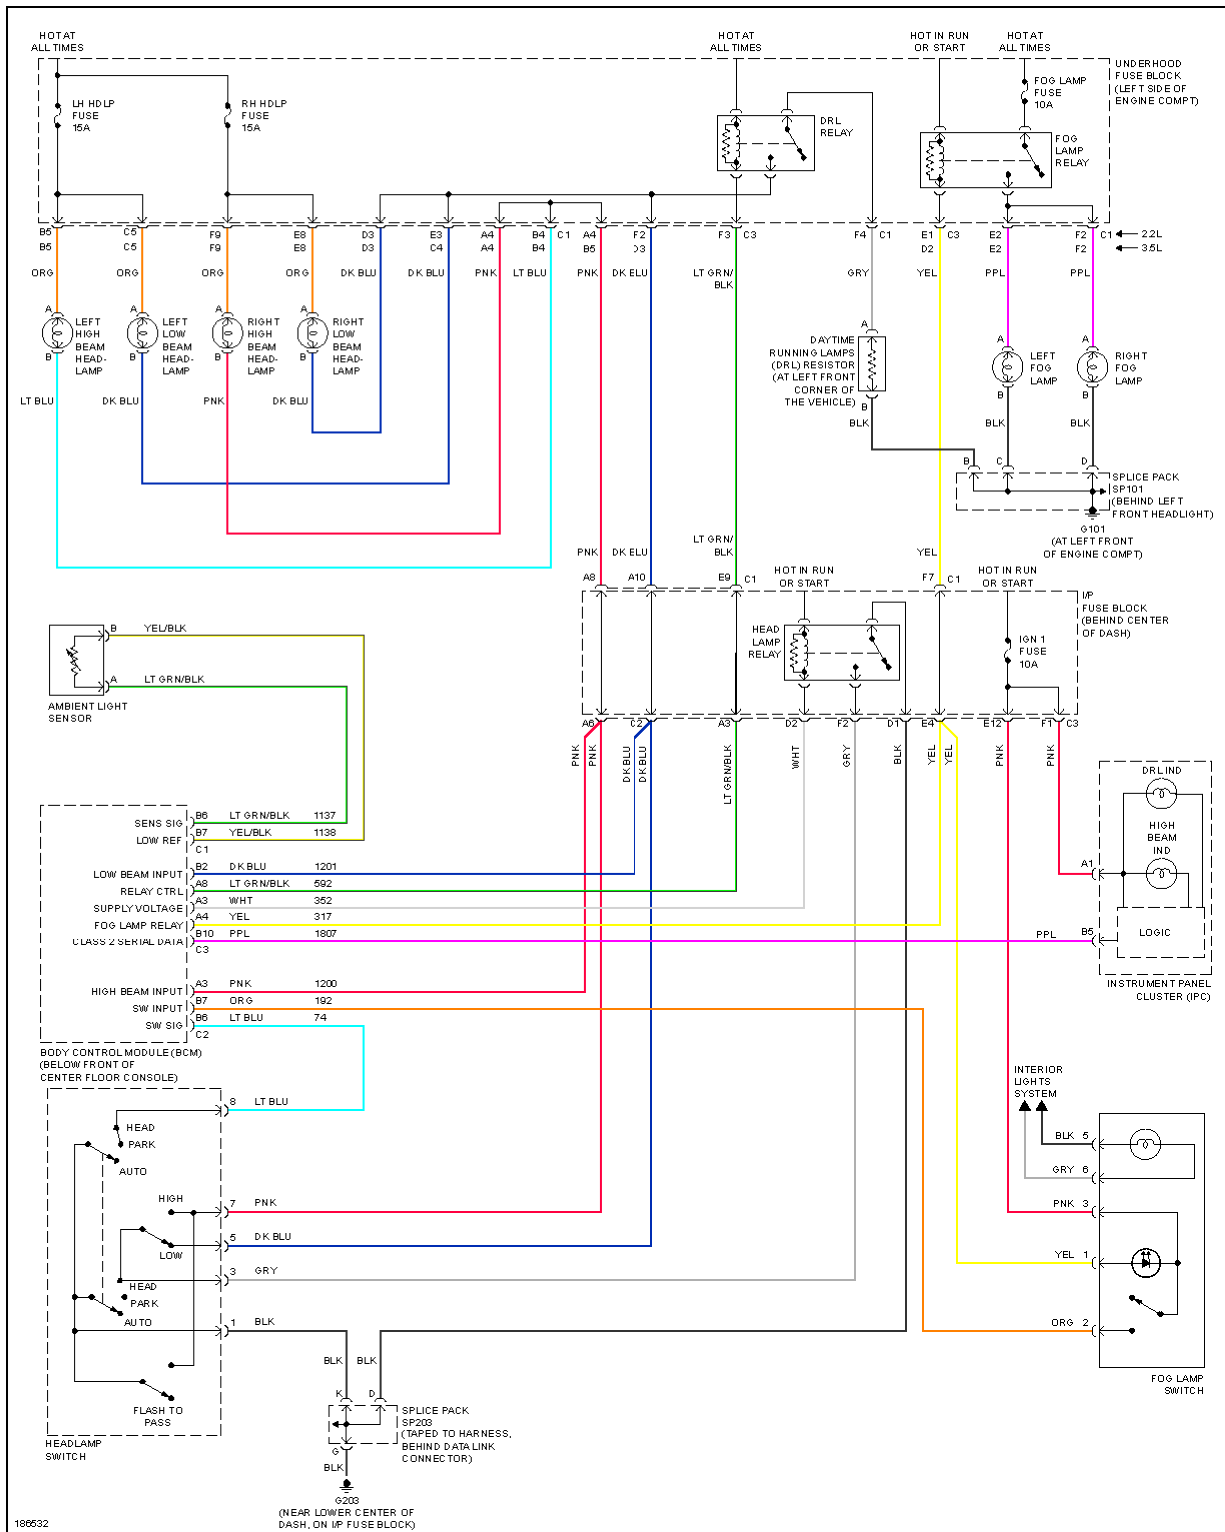 HOT AT
ALL TIMES
HOT AT
ALL TIMES
HOT IN RUN
OR START
HOT AT
ALL TIMES
UNDERHOOD
FUSE BLOCK
(LEFT SIDE OF
ENGINE COMPT)
LH HDLP
FUSE
15A
RH HDLP
FUSE
15A
DRL
RELAY
FOG LAMP
FUSE
10A
FOG
LAMP
RELAY
B5 C5 F9 E8 D3 E3 A4 B4 C1 A4 F2 F3 C3 F4 C1 E1 C3 E2 F2 C1 2.2L
B5 C5 F9 E8 D3 C4 A4 B4 B5 D3 D2 E2 F2 3.5L
ORG ORG ORG ORG DK BLU DK BLU PNK LT BLU PNK DK BLU LT GRN/
BLK GRY YEL PPL PPL
A A A A
LEFT
HIGH
BEAM
HEAD-
LAMP
LEFT
LOW
BEAM
HEAD-
LAMP
RIGHT
HIGH
BEAM
HEAD-
LAMP
RIGHT
LOW
BEAM
HEAD-
LAMP
B B B B
LT BLU DK BLU PNK DK BLU
A
DAYTIME
RUNNING LAMPS
(DRL) RESISTOR
(AT LEFT FRONT
CORNER OF
THE VEHICLE)
B
BLK
A
LEFT
FOG
LAMP
B
BLK
A
RIGHT
FOG
LAMP
B
BLK
B C D
SPLICE PACK
SP101
(BEHIND LEFT
FRONT HEADLIGHT)
G101
(AT LEFT FRONT
OF ENGINE COMPT)
PNK DK BLU LT GRN/
BLK YEL
A8 A10 E9 C1 HOT IN RUN
OR START F7 C1 HOT IN RUN
OR START
I/P
FUSE BLOCK
(BEHIND CENTER
OF DASH)
HEAD
LAMP
RELAY
IGN 1
FUSE
10A
A6 C2 A3 D2 F2 D1 E4 E12 F1 C3
PNK PNK DK BLU DK BLU LT GRN/BLK WHT GRY BLK YEL YEL PNK PNK
B YEL/BLK
A LT GRN/BLK
AMBIENT LIGHT
SENSOR
SENS SIG B6 LT GRN/BLK 1137
LOW REF B7 YEL/BLK 1138
C1
LOW BEAM INPUT B2 DK BLU 1201
RELAY CTRL A8 LT GRN/BLK 592
SUPPLY VOLTAGE A3 WHT 352
FOG LAMP RELAY A4 YEL 317
CLASS 2 SERIAL DATA B10 PPL 1807
C3
HIGH BEAM INPUT A3 PNK 1200
SW INPUT B7 ORG 192
SW SIG B6 LT BLU 74
C2
BODY CONTROL MODULE (BCM)
(BELOW FRONT OF
CENTER FLOOR CONSOLE)
DRL IND
HIGH
BEAM
IND
A1
PPL B5
LOGIC
INSTRUMENT PANEL
CLUSTER (IPC)
8 LT BLU
HEAD
PARK
AUTO
HIGH
7 PNK
LOW
5 DK BLU
3 GRY
HEAD
PARK
AUTO
1 BLK
FLASH TO
PASS
HEADLAMP
SWITCH
BLK BLK
K D
SPLICE PACK
SP203
(TAPED TO HARNESS,
BEHIND DATA LINK
CONNECTOR)
G
BLK
G203
(NEAR LOWER CENTER OF
DASH, ON I/P FUSE BLOCK)
INTERIOR
LIGHTS
SYSTEM
BLK 5
GRY 6
PNK 3
YEL 1
ORG 2
FOG LAMP
SWITCH
186532